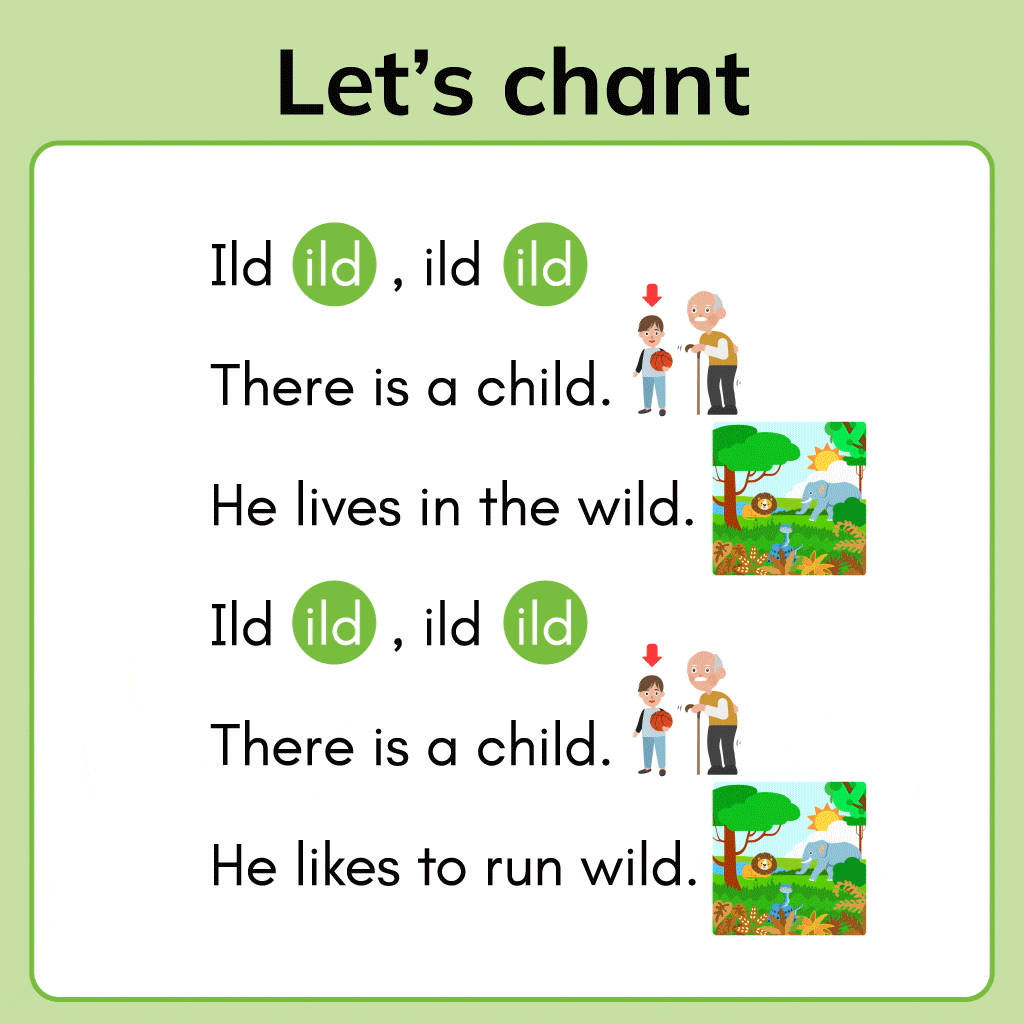 Let’s chant
Ild ild , ild ild
There is a child.
He lives in the wild.
Ild ild , ild ild
There is a child.
He likes to run wild.